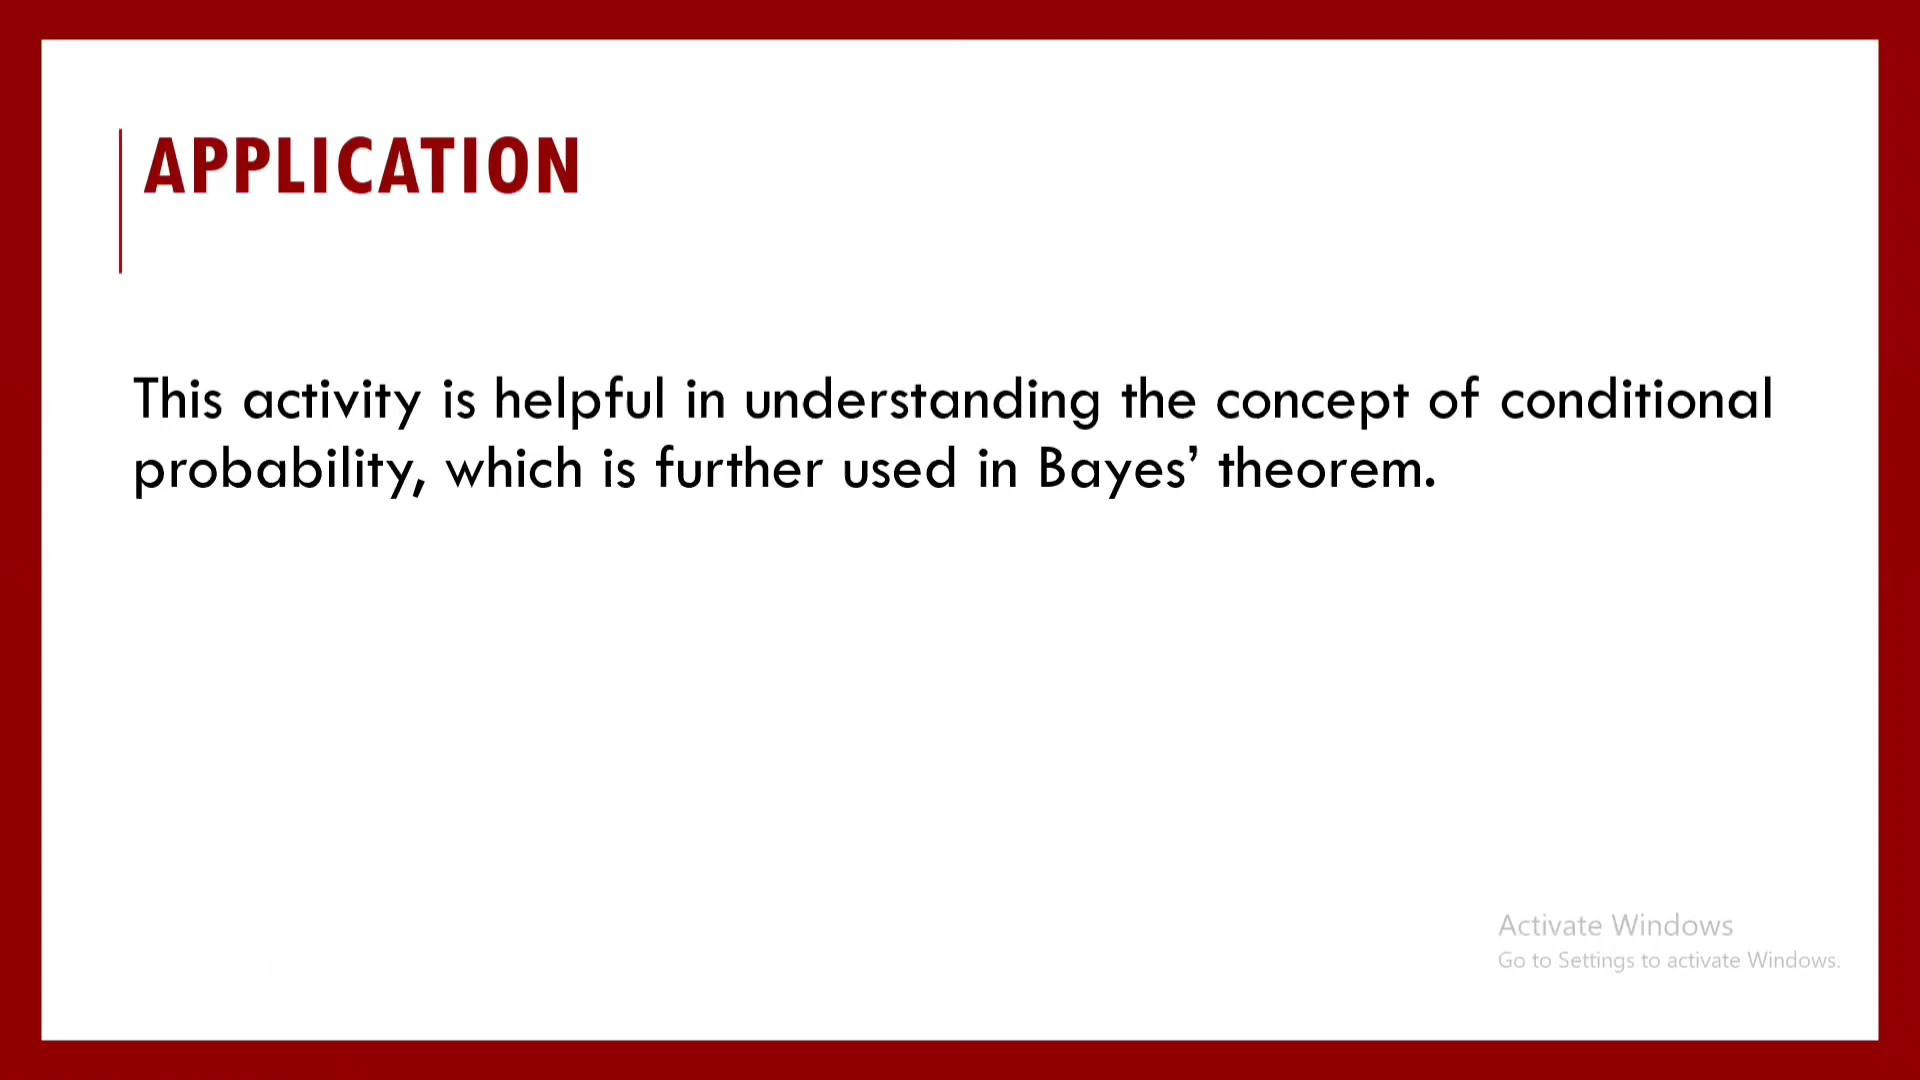 APPLICATION
This activity is helpful in understanding the concept of conditional
probability, which is further used in Bayes’ theorem.
Activate Windows
Go to Settings to activate Windows.